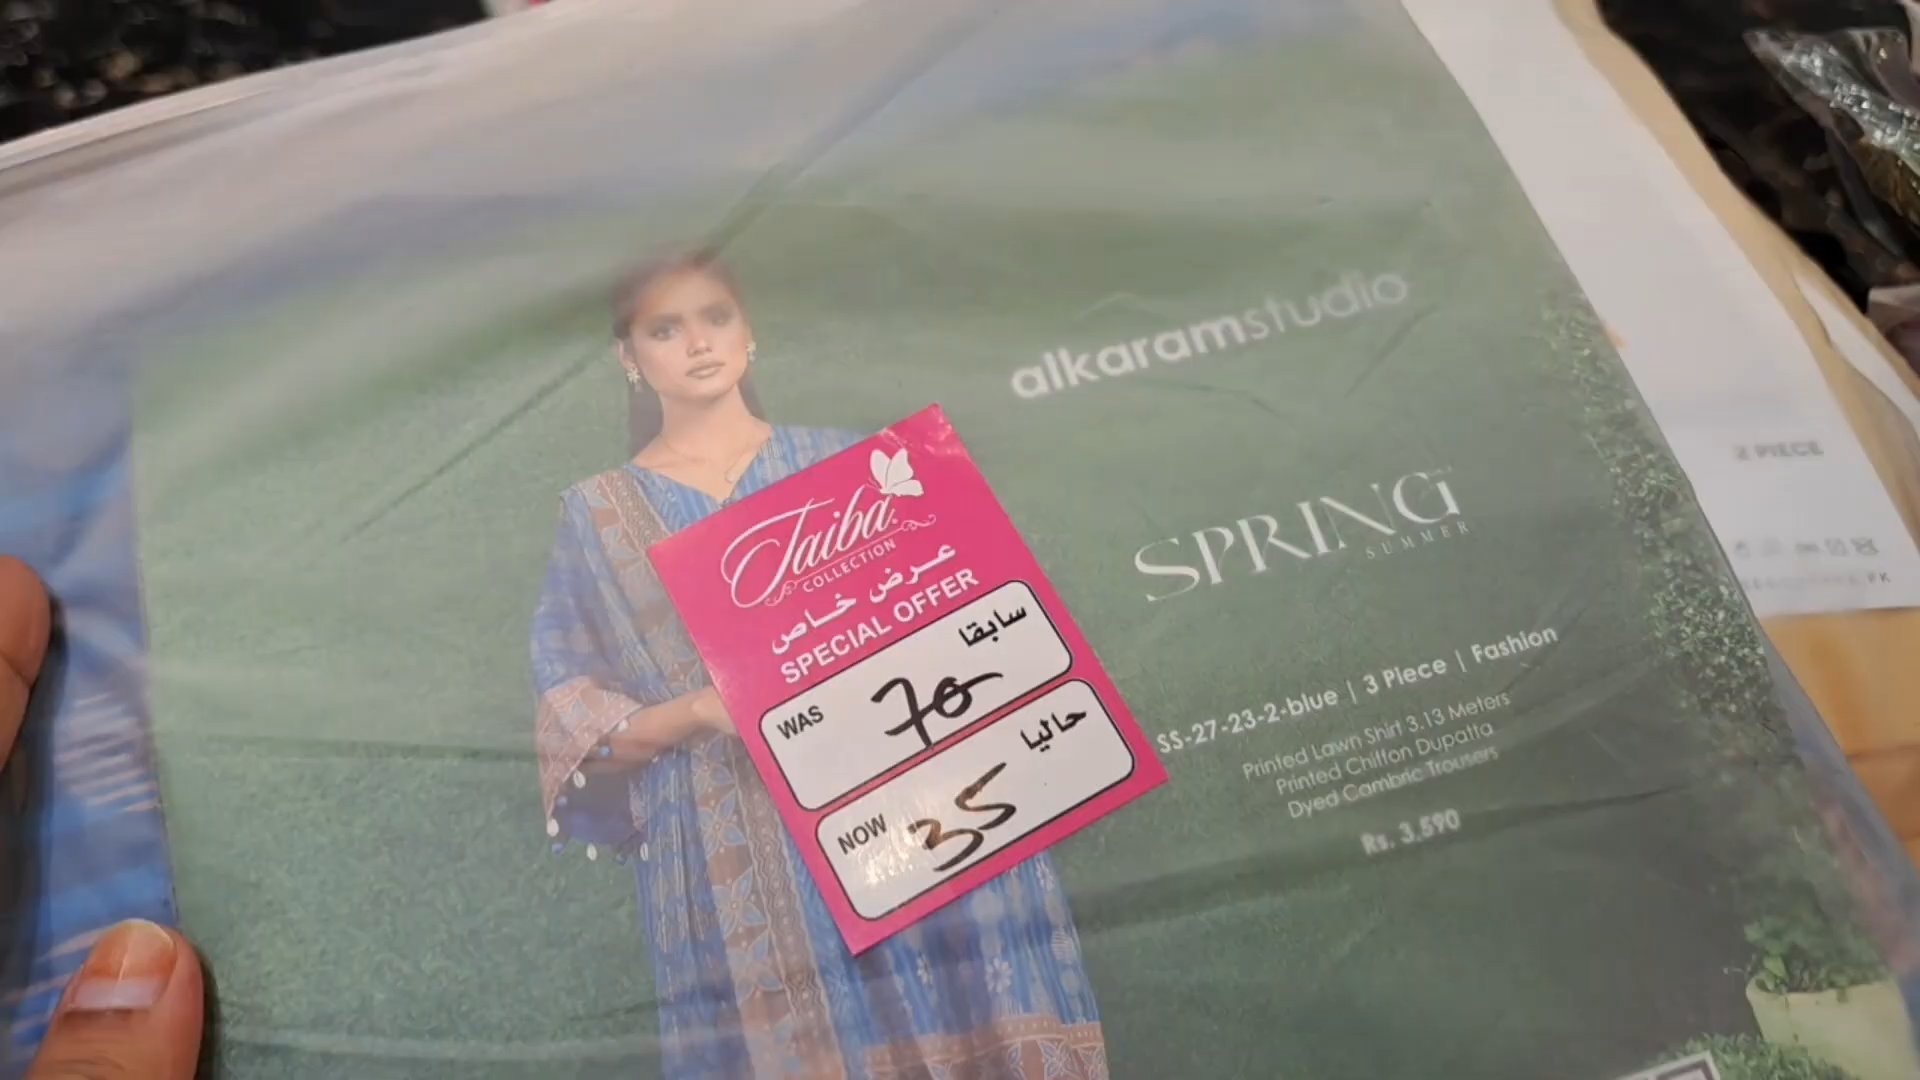 alkaramstudio
SPRING
SUMMER
SS-27-23-2-blue | 3 Piece | Fashion
Printed Lawn Shirt 3.13 Meters
Printed Chiffon Dupatta
Dyed Cambric Trousers
Rs. 3,590
Taiba
COLLECTION
عرض خاص
SPECIAL OFFER
سابقا
WAS 70
حاليا
NOW 35
2 PIECE